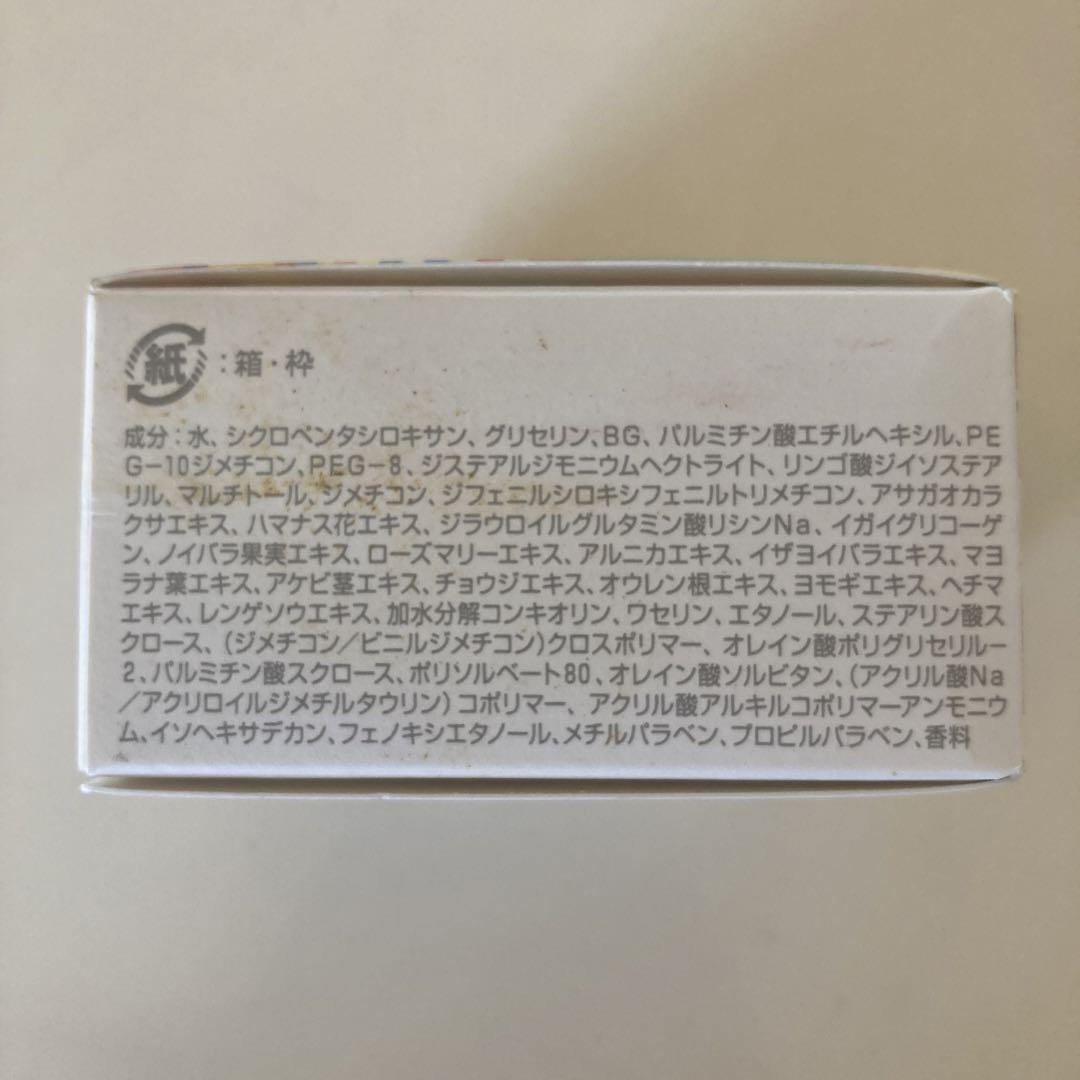 紙:箱・枠
成分:水、シクロペンタシロキサン、グリセリン、BG、パルミチン酸エチルヘキシル、PE
G-10ジメチコン、PEG-8、ジステアルジモニウムヘクトライト、リンゴ酸ジイソステア
リル、マルチトール、ジメチコン、ジフェニルシロキシフェニルトリメチコン、アサガオカラ
クサエキス、ハマナス花エキス、ジラウロイルグルタミン酸リシンNa、イガイグリコーゲ
ン、ノイバラ果実エキス、ローズマリーエキス、アルニカエキス、イザヨイバラエキス、マヨ
ラナ葉エキス、アケビ茎エキス、チョウジエキス、オウレン根エキス、ヨモギエキス、ヘチマ
エキス、レンゲソウエキス、加水分解コンキオリン、ワセリン、エタノール、ステアリン酸ス
クロース、(ジメチコン/ビニルジメチコン)クロスポリマー、オレイン酸ポリグリセリル-
2、パルミチン酸スクロース、ポリソルベート80、オレイン酸ソルビタン、(アクリル酸Na
/アクリロイルジメチルタウリン)コポリマー、アクリル酸アルキルコポリマーアンモニウ
ム、イソヘキサデカン、フェノキシエタノール、メチルパラベン、プロピルパラベン、香料